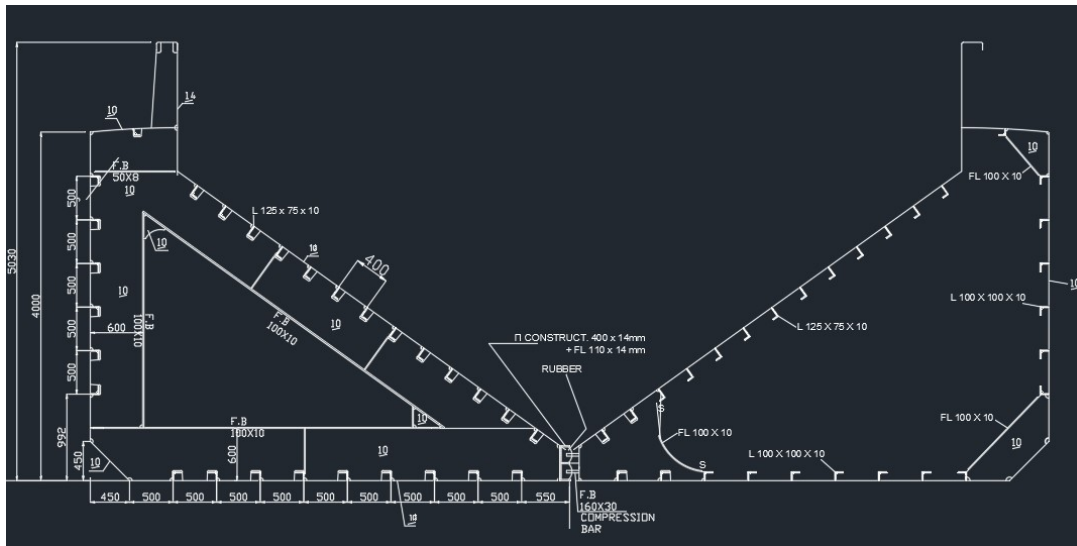 14
10
10
F.B
50X8
10
FL 100 X 10
500
L 125 x 75 x 10
10
10
400
5030
500
4000
500
10
10
10
600
F.B
100X10
F.B
100X10
L 100 X 100 X 10
500
L 125 X 75 X 10
П CONSTRUCT. 400 x 14mm
+ FL 110 x 14 mm
RUBBER
500
992
450
F.B
100X10
10
S
FL 100 X 10
FL 100 X 10
600
10
10
10
S
L 100 X 100 X 10
450
500
500
500
500
500
500
500
500
500
550
10
F.B
160X30
COMPRESSION
BAR